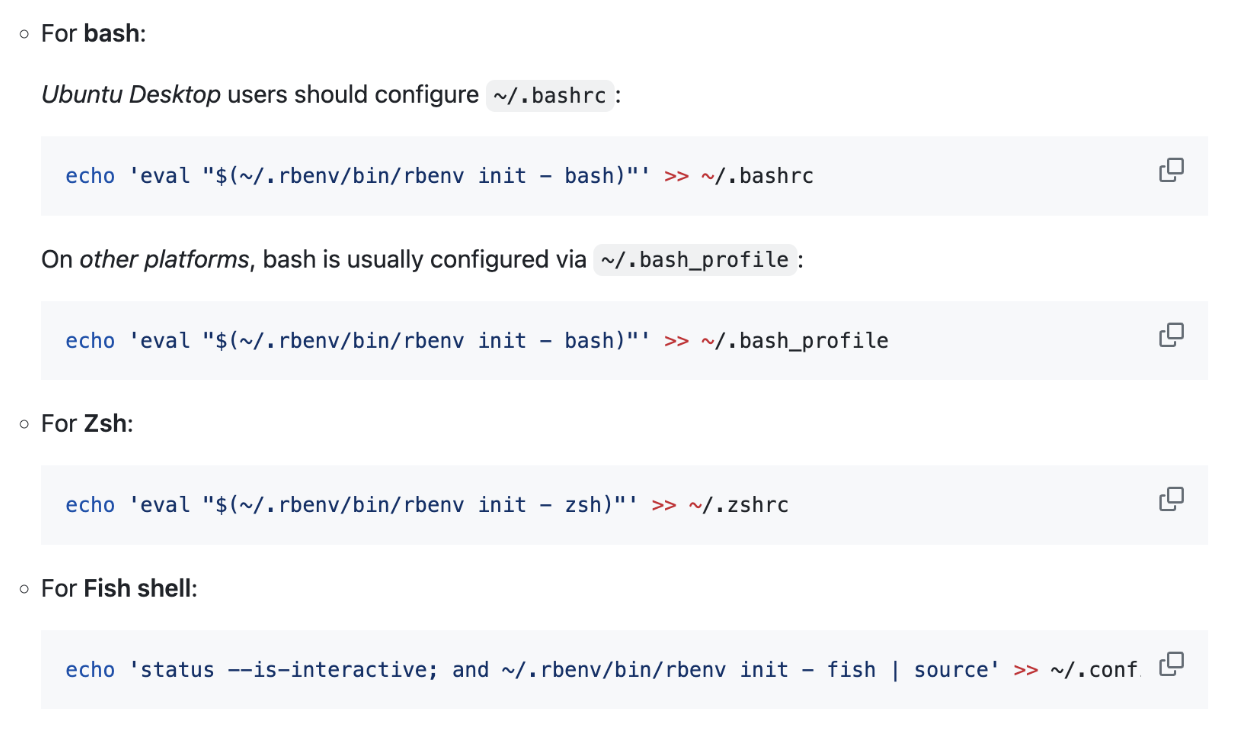 For bash:
Ubuntu Desktop users should configure ~/.bashrc:
echo 'eval "$(~/.rbenv/bin/rbenv init - bash)"' >> ~/.bashrc
On other platforms, bash is usually configured via ~/.bash_profile:
echo 'eval "$(~/.rbenv/bin/rbenv init - bash)"' >> ~/.bash_profile
For Zsh:
echo 'eval "$(~/.rbenv/bin/rbenv init - zsh)"' >> ~/.zshrc
For Fish shell:
echo 'status --is-interactive; and ~/.rbenv/bin/rbenv init - fish | source' >> ~/.conf